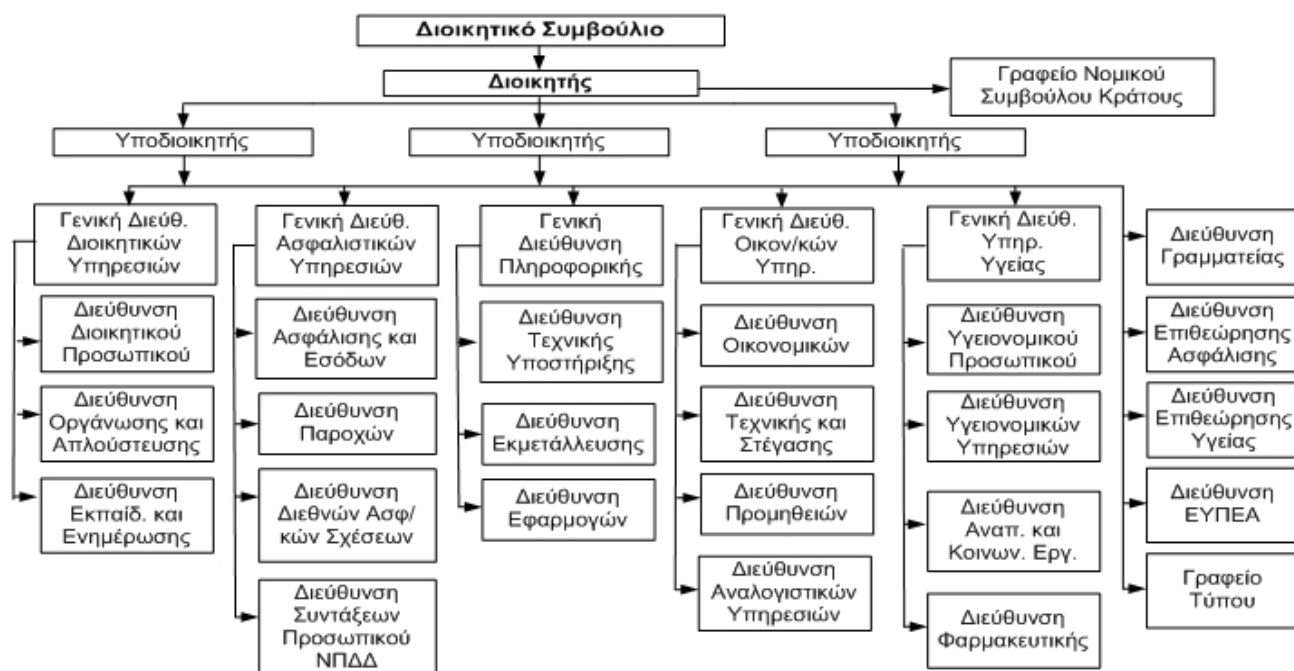 Διοικητικό Συμβούλιο
Διοικητής
Γραφείο Νομικού
Συμβούλου Κράτους
Υποδιοικητής
Υποδιοικητής
Υποδιοικητής
Γενική Διεύθ.
Διοικητικών
Υπηρεσιών
Διεύθυνση
Διοικητικού
Προσωπικού
Διεύθυνση
Οργάνωσης και
Απλούστευσης
Διεύθυνση
Εκπαίδ. και
Ενημέρωσης
Γενική Διεύθ.
Ασφαλιστικών
Υπηρεσιών
Διεύθυνση
Ασφάλισης και
Εσόδων
Διεύθυνση
Παροχών
Διεύθυνση
Διεθνών Ασφ/
κών Σχέσεων
Διεύθυνση
Συντάξεων
Προσωπικού
ΝΠΔΔ
Γενική
Διεύθυνση
Πληροφορικής
Διεύθυνση
Τεχνικής
Υποστήριξης
Διεύθυνση
Εκμετάλλευσης
Διεύθυνση
Εφαρμογών
Γενική Διεύθ.
Οικον/κών
Υπηρ.
Διεύθυνση
Οικονομικών
Διεύθυνση
Τεχνικής και
Στέγασης
Διεύθυνση
Προμηθειών
Διεύθυνση
Αναλογιστικών
Υπηρεσιών
Γενική Διεύθ.
Υπηρ.
Υγείας
Διεύθυνση
Υγειονομικού
Προσωπικού
Διεύθυνση
Υγειονομικών
Υπηρεσιών
Διεύθυνση
Αναπ. και
Κοινων. Εργ.
Διεύθυνση
Φαρμακευτικής
Διεύθυνση
Γραμματείας
Διεύθυνση
Επιθεώρησης
Ασφάλισης
Διεύθυνση
Επιθεώρησης
Υγείας
Διεύθυνση
ΕΥΠΕΑ
Γραφείο
Τύπου